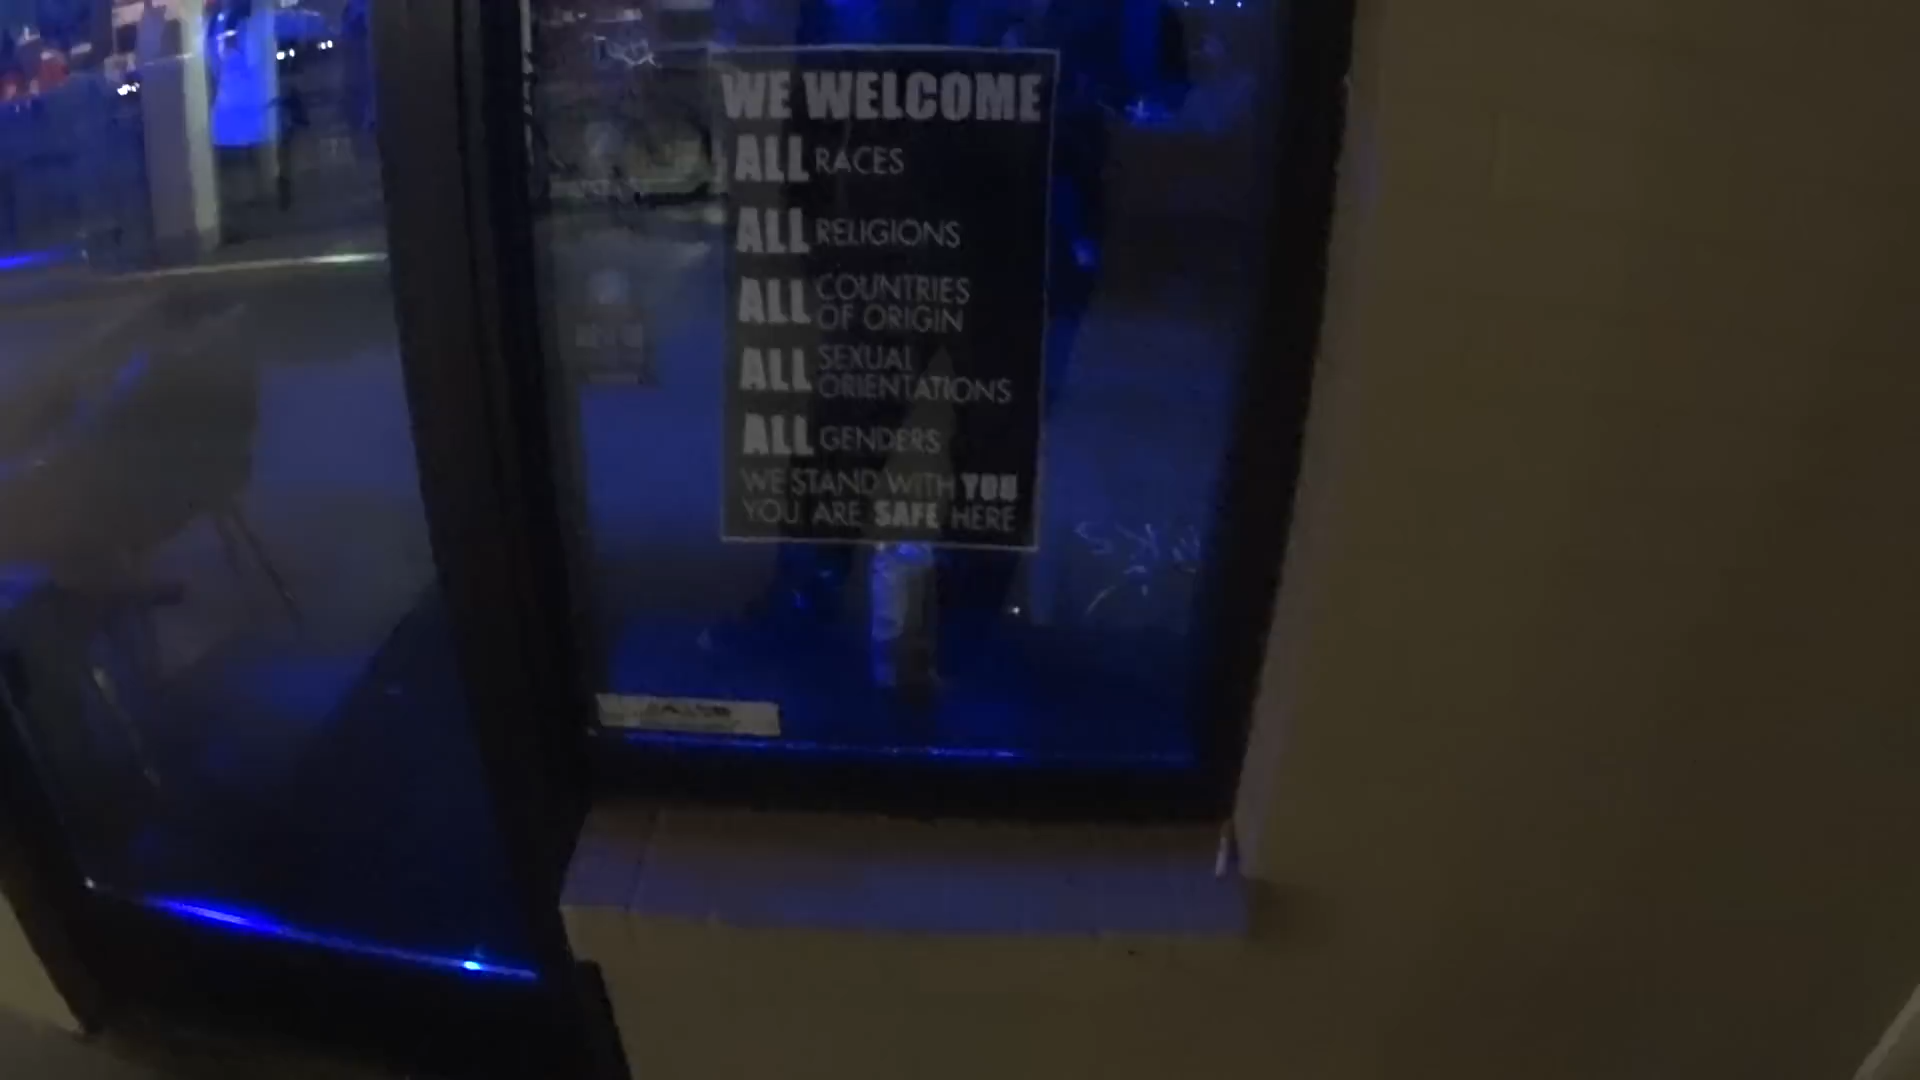 WE WELCOME
ALL RACES
ALL RELIGIONS
ALL COUNTRIES
OF ORIGIN
ALL SEXUAL
ORIENTATIONS
ALL GENDERS
WE STAND WITH YOU
YOU ARE SAFE HERE